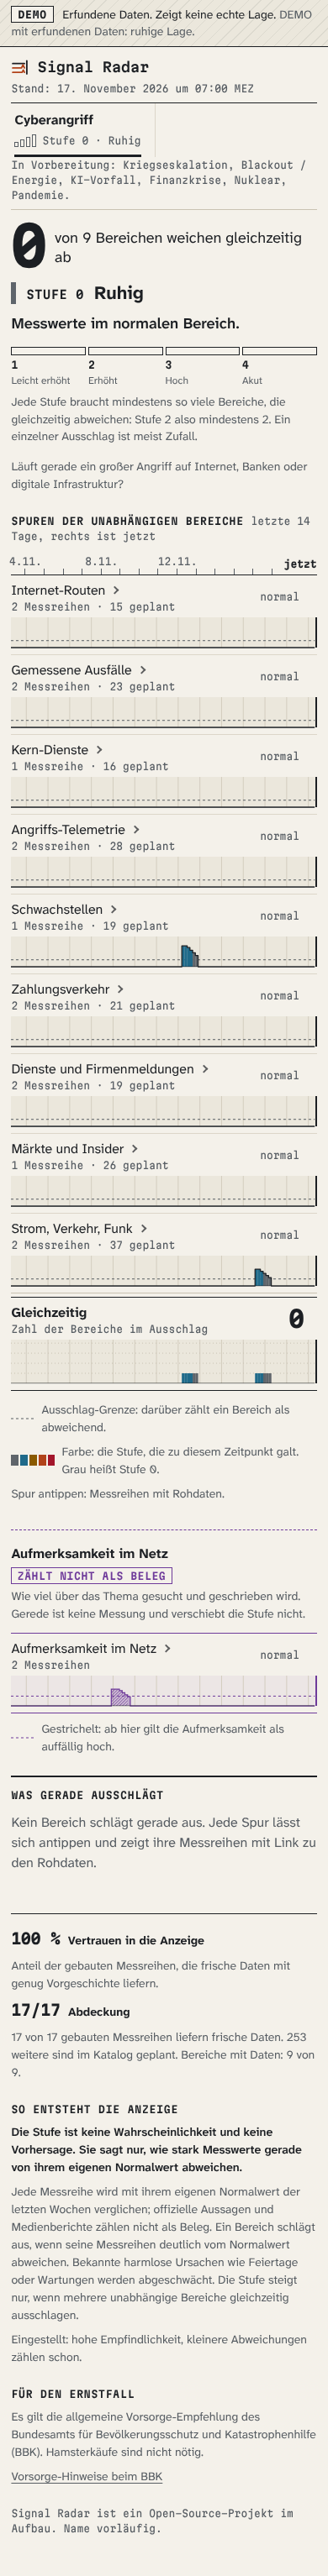 DEMO Erfundene Daten. Zeigt keine echte Lage. DEMO
mit erfundenen Daten: ruhige Lage.
Signal Radar
Stand: 17. November 2026 um 07:00 MEZ
Cyberangriff
Stufe 0 · Ruhig
In Vorbereitung: Kriegseskalation, Blackout /
Energie, KI-Vorfall, Finanzkrise, Nuklear,
Pandemie.
0 von 9 Bereichen weichen gleichzeitig
ab
STUFE 0 Ruhig
Messwerte im normalen Bereich.
1 2 3 4
Leicht erhöht Erhöht Hoch Akut
Jede Stufe braucht mindestens so viele Bereiche, die
gleichzeitig abweichen: Stufe 2 also mindestens 2. Ein
einzelner Ausschlag ist meist Zufall.
Läuft gerade ein großer Angriff auf Internet, Banken oder
digitale Infrastruktur?
SPUREN DER UNABHÄNGIGEN BEREICHE letzte 14
Tage, rechts ist jetzt
4.11. 8.11. 12.11. jetzt
Internet-Routen normal
2 Messreihen · 15 geplant
Gemessene Ausfälle normal
2 Messreihen · 23 geplant
Kern-Dienste normal
1 Messreihe · 16 geplant
Angriffs-Telemetrie normal
2 Messreihen · 28 geplant
Schwachstellen normal
1 Messreihe · 19 geplant
Zahlungsverkehr normal
2 Messreihen · 21 geplant
Dienste und Firmenmeldungen normal
2 Messreihen · 19 geplant
Märkte und Insider normal
1 Messreihe · 26 geplant
Strom, Verkehr, Funk normal
2 Messreihen · 37 geplant
Gleichzeitig 0
Zahl der Bereiche im Ausschlag
Ausschlag-Grenze: darüber zählt ein Bereich als
abweichend.
Farbe: die Stufe, die zu diesem Zeitpunkt galt.
Grau heißt Stufe 0.
Spur antippen: Messreihen mit Rohdaten.
Aufmerksamkeit im Netz
ZÄHLT NICHT ALS BELEG
Wie viel über das Thema gesucht und geschrieben wird.
Gerede ist keine Messung und verschiebt die Stufe nicht.
Aufmerksamkeit im Netz normal
2 Messreihen
Gestrichelt: ab hier gilt die Aufmerksamkeit als
auffällig hoch.
WAS GERADE AUSSCHLÄGT
Kein Bereich schlägt gerade aus. Jede Spur lässt
sich antippen und zeigt ihre Messreihen mit Link zu
den Rohdaten.
100 % Vertrauen in die Anzeige
Anteil der gebauten Messreihen, die frische Daten mit
genug Vorgeschichte liefern.
17/17 Abdeckung
17 von 17 gebauten Messreihen liefern frische Daten. 253
weitere sind im Katalog geplant. Bereiche mit Daten: 9 von
9.
SO ENTSTEHT DIE ANZEIGE
Die Stufe ist keine Wahrscheinlichkeit und keine
Vorhersage. Sie sagt nur, wie stark Messwerte gerade
von ihrem eigenen Normalwert abweichen.
Jede Messreihe wird mit ihrem eigenen Normalwert der
letzten Wochen verglichen; offizielle Aussagen und
Medienberichte zählen nicht als Beleg. Ein Bereich schlägt
aus, wenn seine Messreihen deutlich vom Normalwert
abweichen. Bekannte harmlose Ursachen wie Feiertage
oder Wartungen werden abgeschwächt. Die Stufe steigt
nur, wenn mehrere unabhängige Bereiche gleichzeitig
ausschlagen.
Eingestellt: hohe Empfindlichkeit, kleinere Abweichungen
zählen schon.
FÜR DEN ERNSTFALL
Es gilt die allgemeine Vorsorge-Empfehlung des
Bundesamts für Bevölkerungsschutz und Katastrophenhilfe
(BBK). Hamsterkäufe sind nicht nötig.
Vorsorge-Hinweise beim BBK
Signal Radar ist ein Open-Source-Projekt im
Aufbau. Name vorläufig.